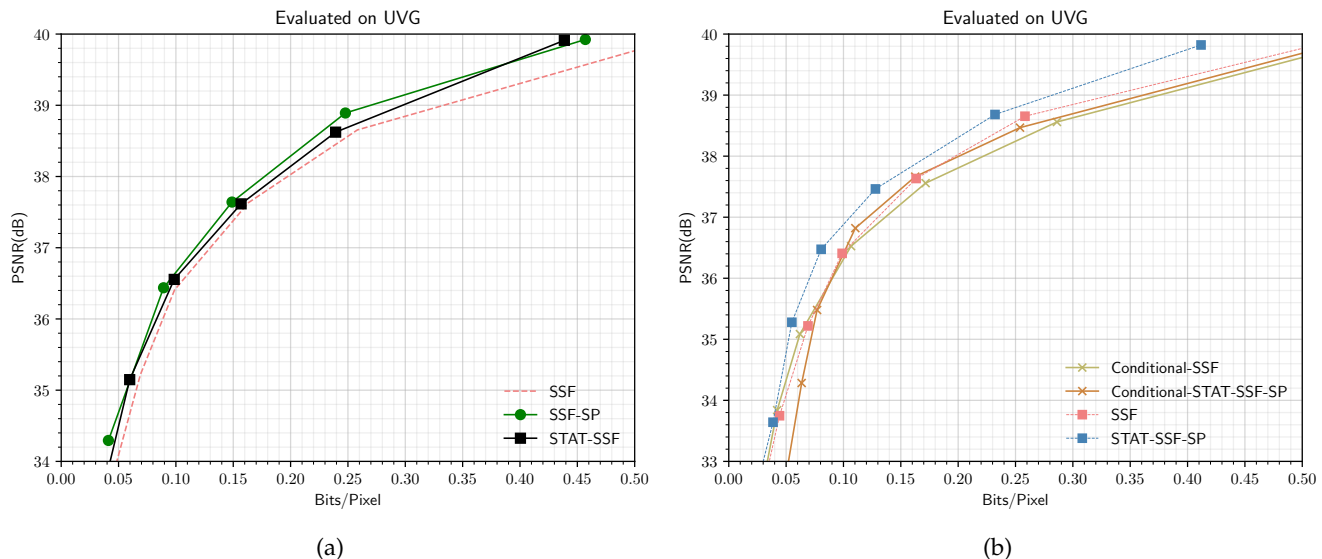 Evaluated on UVG
PSNR(dB)
40
39
38
37
36
35
34
0.00 0.05 0.10 0.15 0.20 0.25 0.30 0.35 0.40 0.45 0.50
Bits/Pixel
SSF
SSF-SP
STAT-SSF
(a)
Evaluated on UVG
PSNR(dB)
40
39
38
37
36
35
34
33
0.00 0.05 0.10 0.15 0.20 0.25 0.30 0.35 0.40 0.45 0.50
Bits/Pixel
Conditional-SSF
Conditional-STAT-SSF-SP
SSF
STAT-SSF-SP
(b)